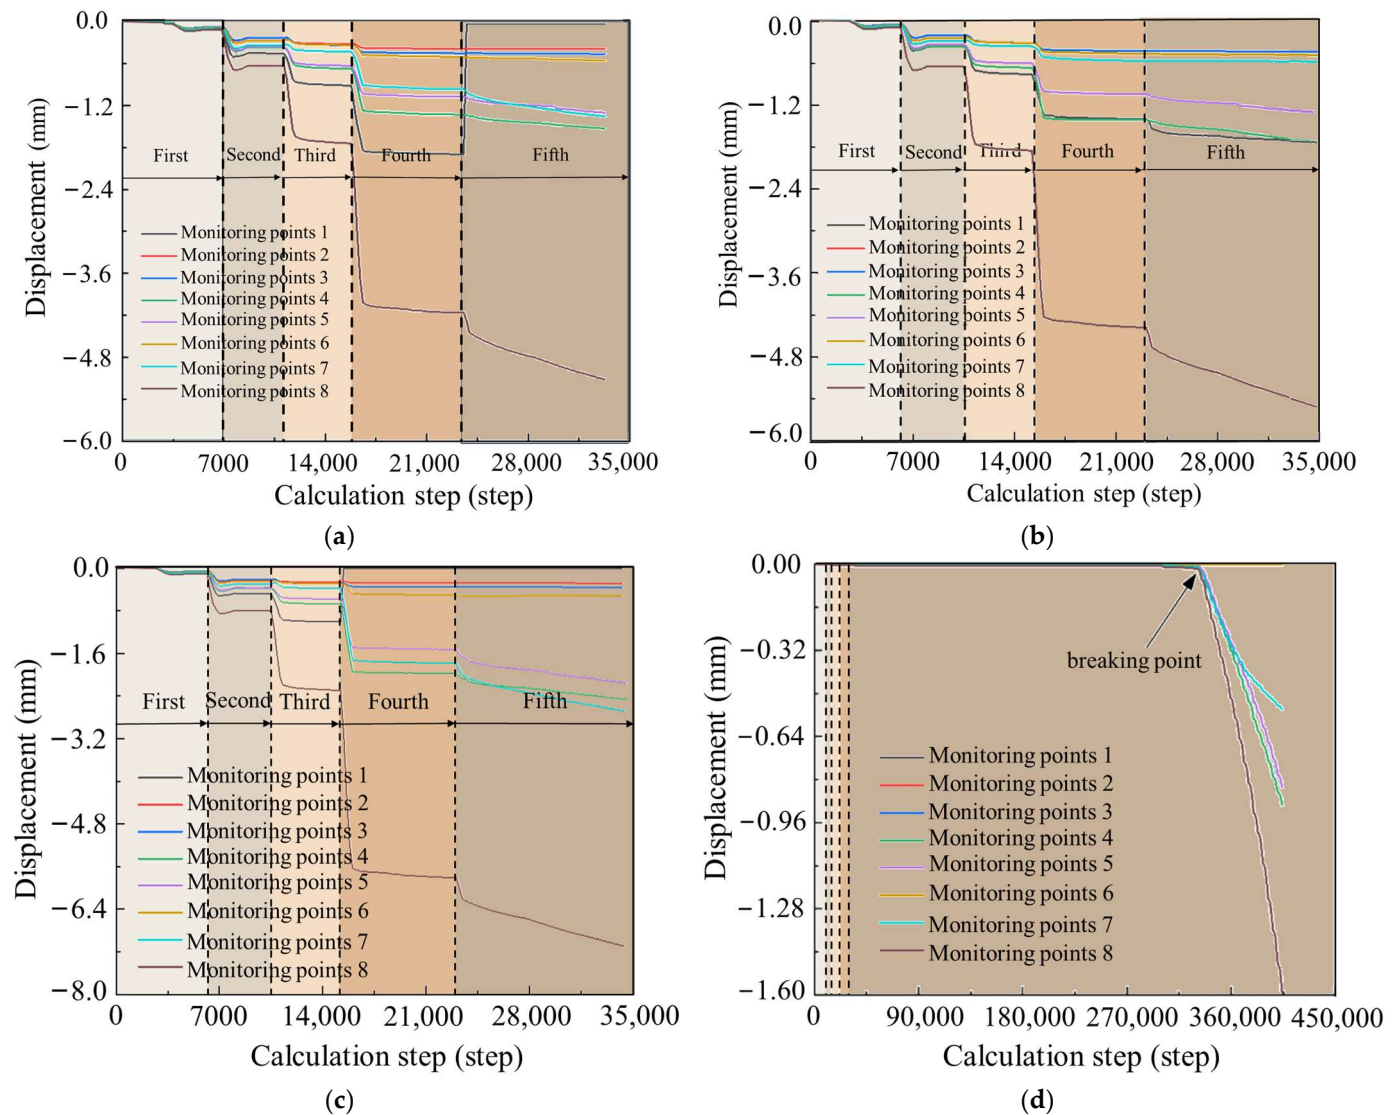 Displacement (mm)
0.0
−1.2
−2.4
−3.6
−4.8
−6.0
First
Second
Third
Fourth
Fifth
Monitoring points 1
Monitoring points 2
Monitoring points 3
Monitoring points 4
Monitoring points 5
Monitoring points 6
Monitoring points 7
Monitoring points 8
0 7000 14,000 21,000 28,000 35,000
Calculation step (step)
(a)
Displacement (mm)
0.0
−1.2
−2.4
−3.6
−4.8
−6.0
First
Second
Third
Fourth
Fifth
Monitoring points 1
Monitoring points 2
Monitoring points 3
Monitoring points 4
Monitoring points 5
Monitoring points 6
Monitoring points 7
Monitoring points 8
0 7000 14,000 21,000 28,000 35,000
Calculation step (step)
(b)
Displacement (mm)
0.0
−1.6
−3.2
−4.8
−6.4
−8.0
First
Second
Third
Fourth
Fifth
Monitoring points 1
Monitoring points 2
Monitoring points 3
Monitoring points 4
Monitoring points 5
Monitoring points 6
Monitoring points 7
Monitoring points 8
0 7000 14,000 21,000 28,000 35,000
Calculation step (step)
(c)
Displacement (mm)
0.00
−0.32
−0.64
−0.96
−1.28
−1.60
breaking point
Monitoring points 1
Monitoring points 2
Monitoring points 3
Monitoring points 4
Monitoring points 5
Monitoring points 6
Monitoring points 7
Monitoring points 8
0 90,000 180,000 270,000 360,000 450,000
Calculation step (step)
(d)